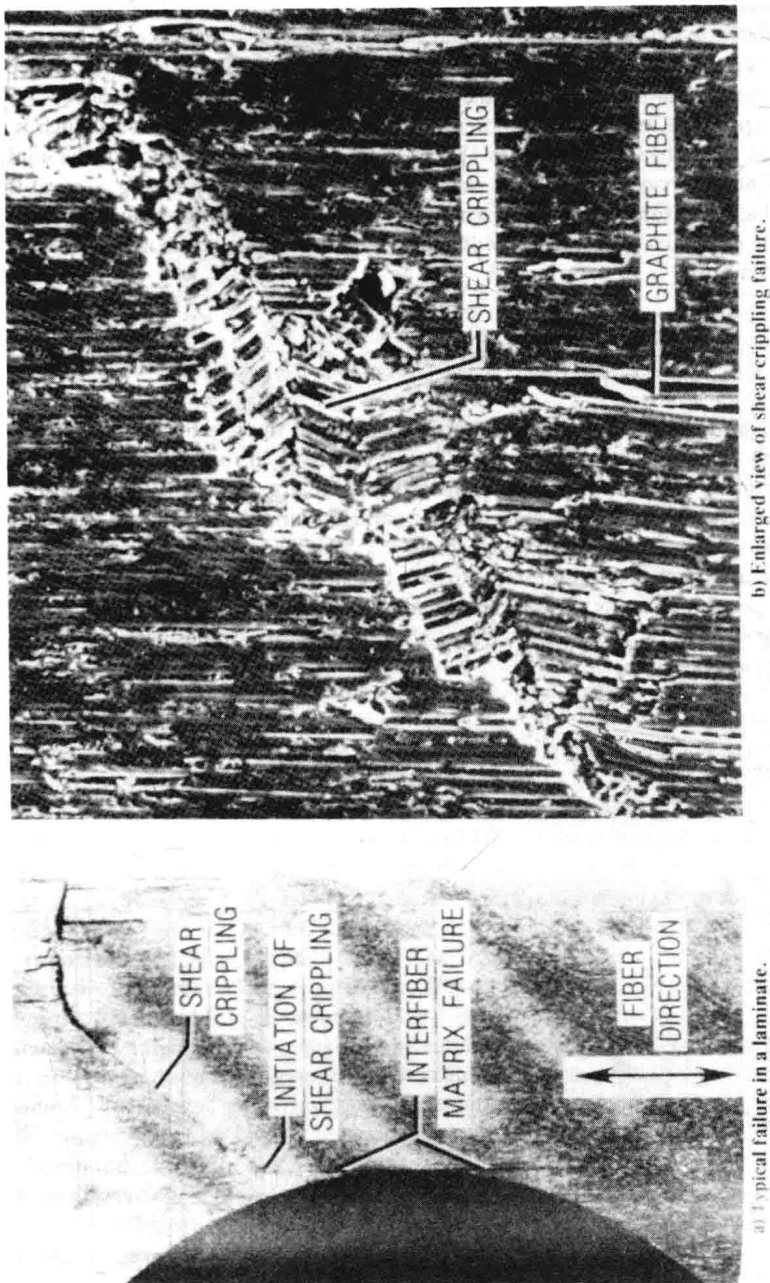 SHEAR
CRIPPLING
INITIATION OF
SHEAR CRIPPLING
INTERFIBER
MATRIX FAILURE
FIBER
DIRECTION
a) Typical failure in a laminate.
SHEAR CRIPPLING
GRAPHITE FIBER
b) Enlarged view of shear crippling failure.